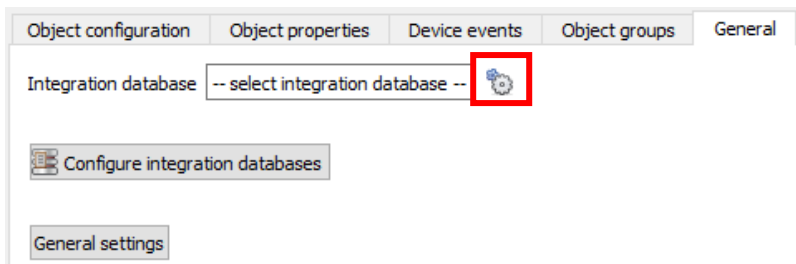 Object configuration Object properties Device events Object groups General
Integration database -- select integration database --
Configure integration databases
General settings